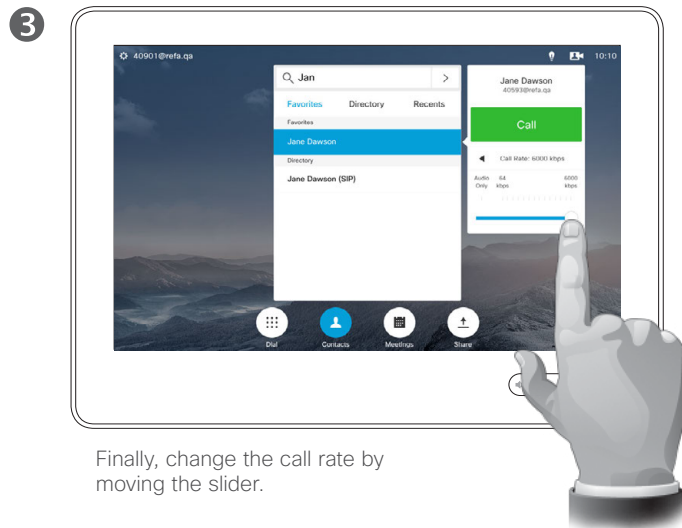 3
40901@refa.qa
10:10
Jan
Favorites Directory Recents
Favorites
Jane Dawson
Directory
Jane Dawson (SIP)
Jane Dawson
40593@refa.qa
Call
Call Rate: 6000 kbps
Audio 64 6000
Only kbps kbps
Dial Contacts Meetings Share
Finally, change the call rate by
moving the slider.